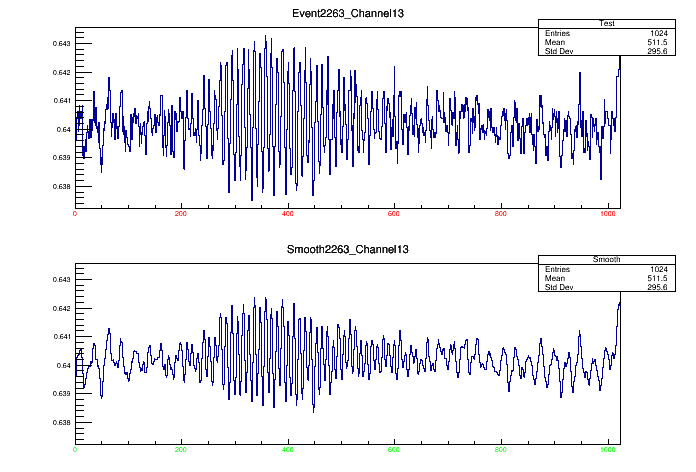 Event2263_Channel13
Test
Entries 1024
Mean 511.5
Std Dev 295.6
0.643
0.642
0.641
0.64
0.639
0.638
0 200 400 600 800 1000
Smooth2263_Channel13
Smooth
Entries 1024
Mean 511.5
Std Dev 295.6
0.643
0.642
0.641
0.64
0.639
0.638
0 200 400 600 800 1000